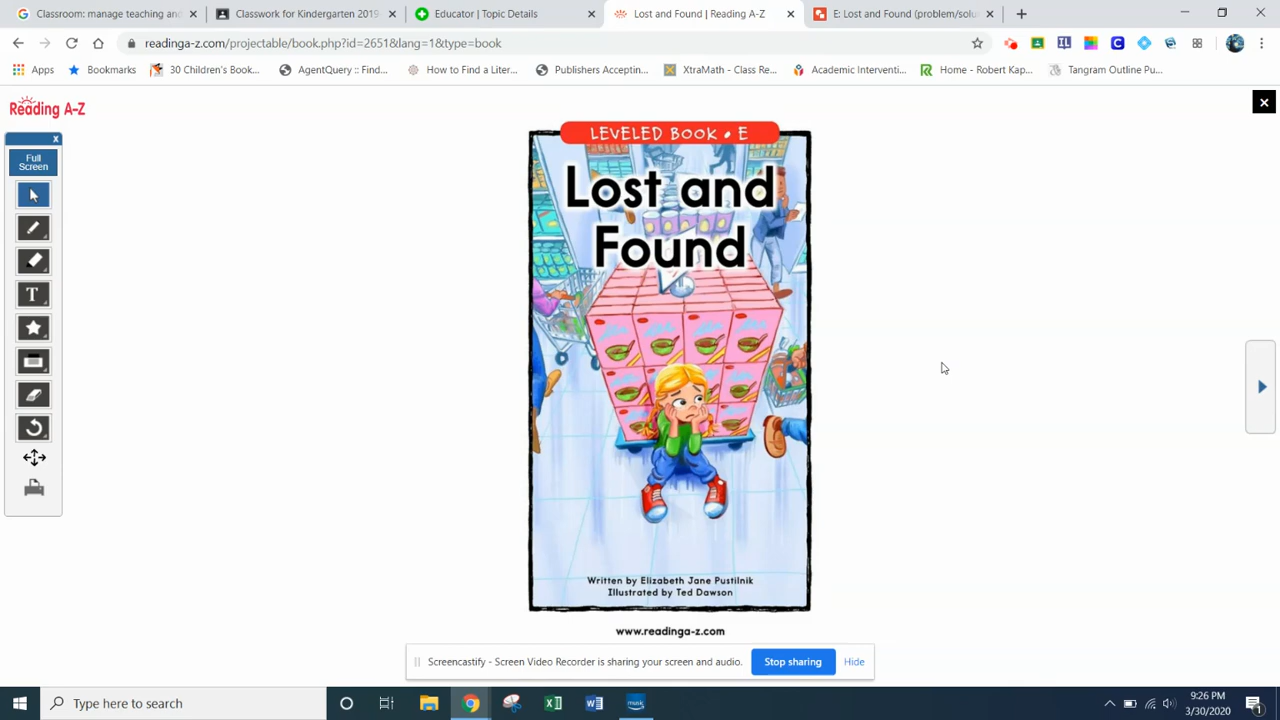 Classroom: manage teaching and
Classwork for Kindergarten 2019
Educator | Topic Details
Lost and Found | Reading A-Z
E: Lost and Found (problem/solu
readinga-z.com/projectable/book.php?id=2651&lang=1&type=book
Apps
Bookmarks
30 Children's Book...
AgentQuery :: Find...
How to Find a Liter...
Publishers Acceptin...
XtraMath - Class Re...
Academic Interventi...
Home - Robert Kap...
Tangram Outline Pu...
Reading A-Z
Full
Screen
T
LEVELED BOOK • E
Lost and
Found
Written by Elizabeth Jane Pustilnik
Illustrated by Ted Dawson
www.readinga-z.com
Screencastify - Screen Video Recorder is sharing your screen and audio.
Stop sharing
Hide
Type here to search
music
9:26 PM
3/30/2020
1